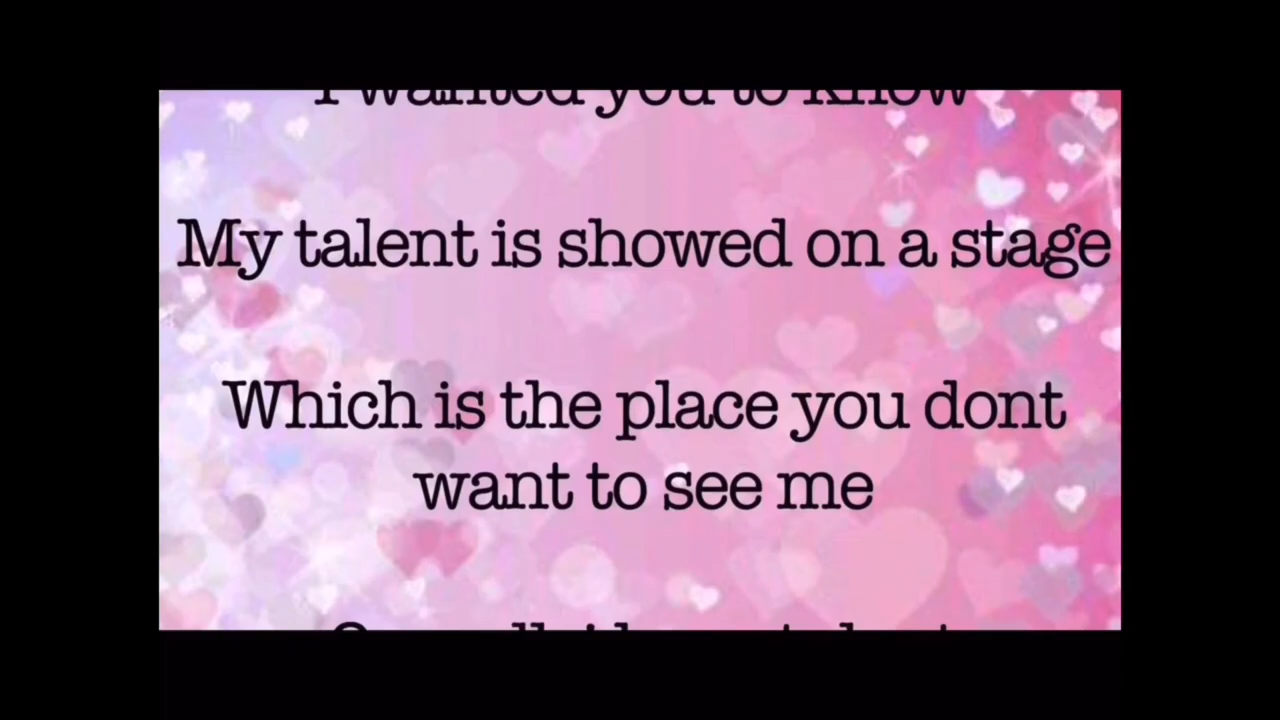 I wanted you to know
My talent is showed on a stage
Which is the place you dont
want to see me